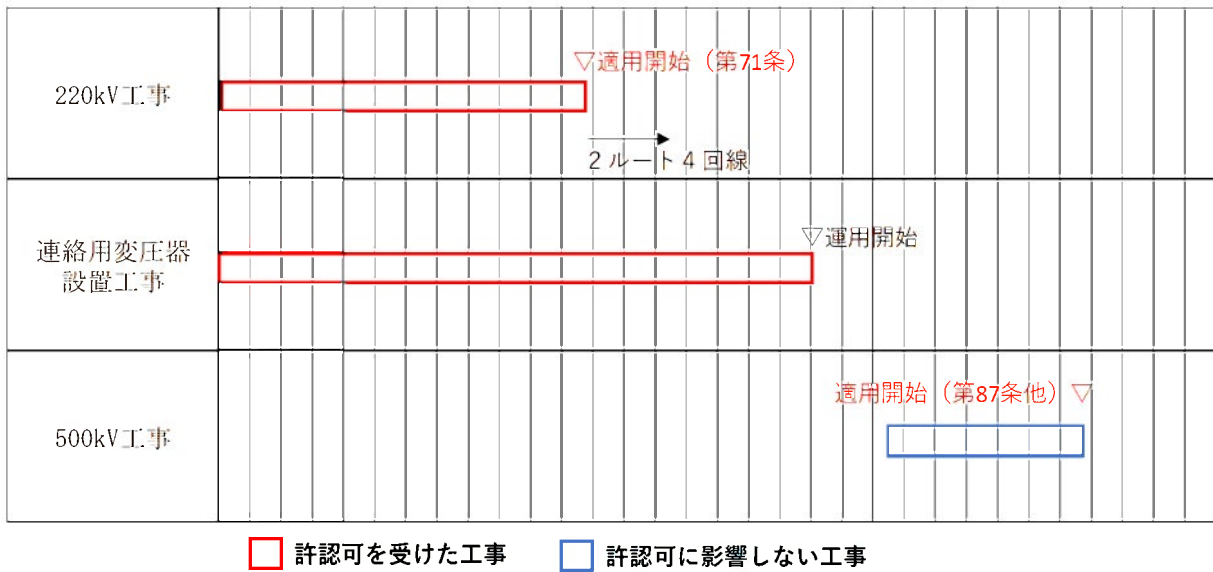 220kV工事
▽適用開始（第71条）
2ルート4回線
連絡用変圧器
設置工事
▽運用開始
500kV工事
適用開始（第87条他）▽
許認可を受けた工事
許認可に影響しない工事